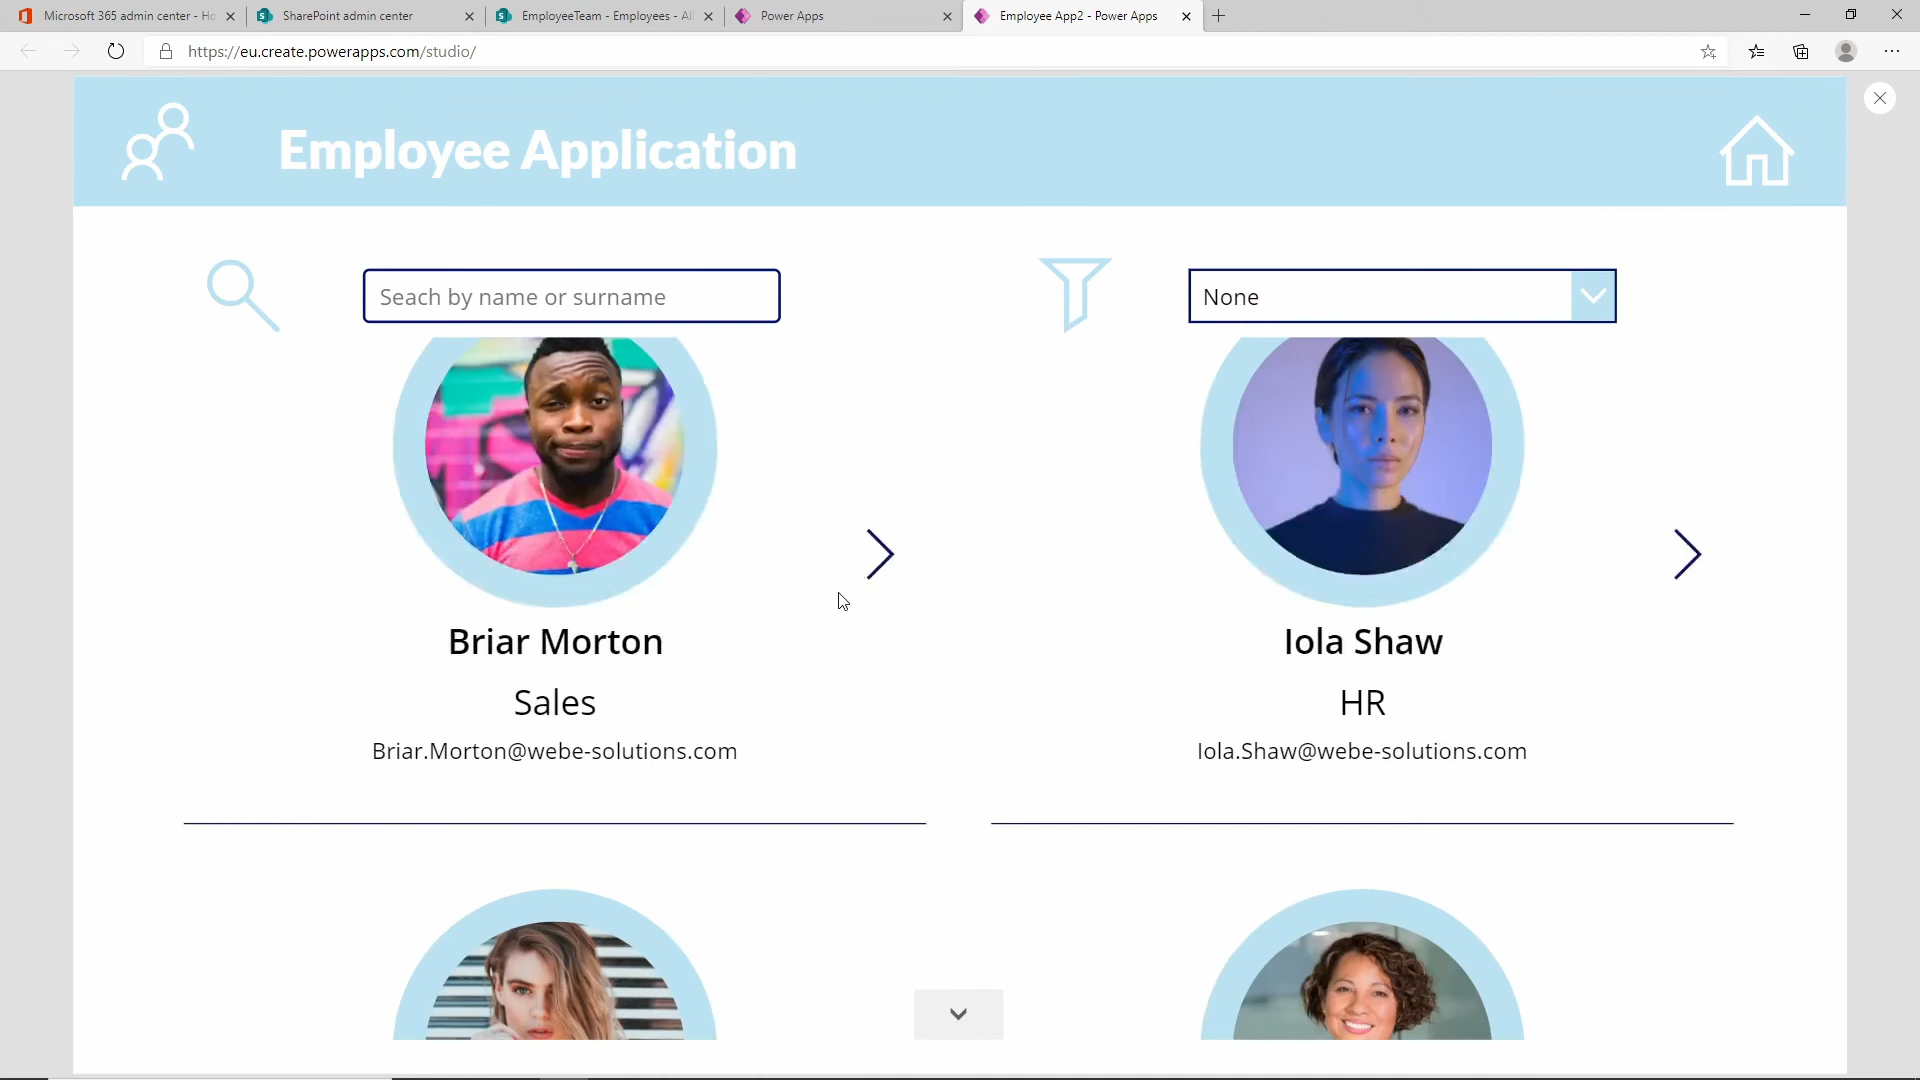 Microsoft 365 admin center - Ho
SharePoint admin center
EmployeeTeam - Employees - All
Power Apps
Employee App2 - Power Apps
https://eu.create.powerapps.com/studio/
Employee Application
Seach by name or surname
None
Briar Morton
Iola Shaw
Sales
HR
Briar.Morton@webe-solutions.com
Iola.Shaw@webe-solutions.com